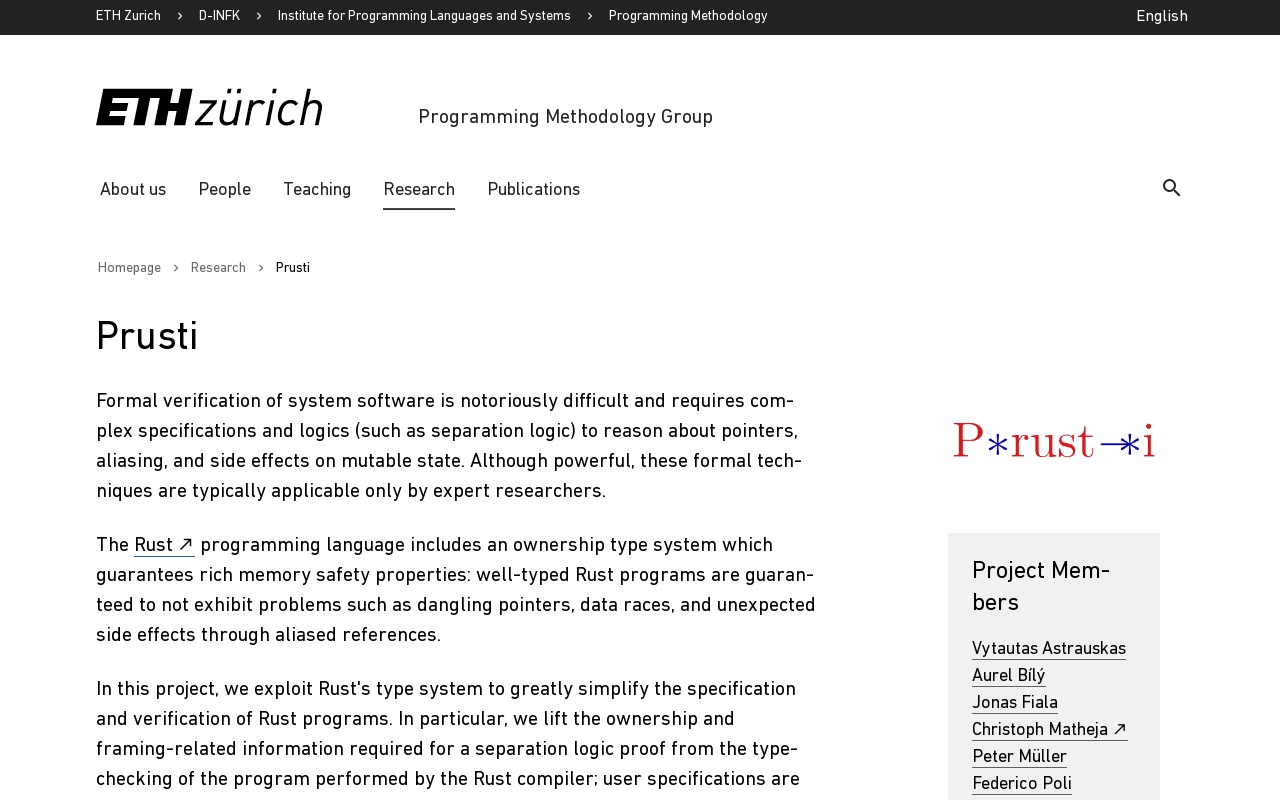 ETH Zurich
D-INFK
Institute for Programming Languages and Systems
Programming Methodology
English
ETH zürich
Programming Methodology Group
About us
People
Teaching
Research
Publications
Homepage
Research
Prusti
Prusti
Formal verification of system software is notoriously difficult and requires com-
plex specifications and logics (such as separation logic) to reason about pointers,
aliasing, and side effects on mutable state. Although powerful, these formal tech-
niques are typically applicable only by expert researchers.
The Rust ↗ programming language includes an ownership type system which
guarantees rich memory safety properties: well-typed Rust programs are guaran-
teed to not exhibit problems such as dangling pointers, data races, and unexpected
side effects through aliased references.
In this project, we exploit Rust's type system to greatly simplify the specification
and verification of Rust programs. In particular, we lift the ownership and
framing-related information required for a separation logic proof from the type-
checking of the program performed by the Rust compiler; user specifications are
P∗rust−∗i
Project Mem-
bers
Vytautas Astrauskas
Aurel Bílý
Jonas Fiala
Christoph Matheja ↗
Peter Müller
Federico Poli